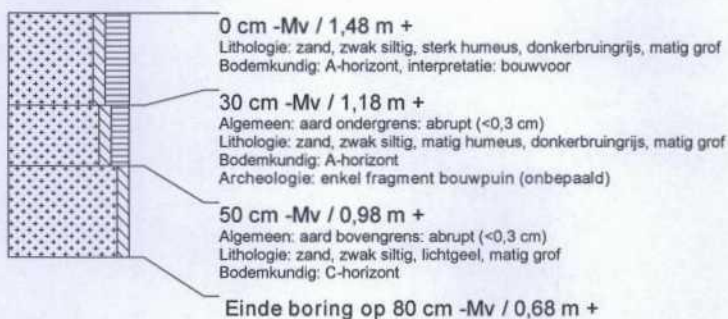 0 cm -Mv / 1,48 m +
Lithologie: zand, zwak siltig, sterk humeus, donkerbruingrijs, matig grof
Bodemkundig: A-horizont, interpretatie: bouwvoor
30 cm -Mv / 1,18 m +
Algemeen: aard ondergrens: abrupt (<0,3 cm)
Lithologie: zand, zwak siltig, matig humeus, donkerbruingrijs, matig grof
Bodemkundig: A-horizont
Archeologie: enkel fragment bouwpuin (onbepaald)
50 cm -Mv / 0,98 m +
Algemeen: aard bovengrens: abrupt (<0,3 cm)
Lithologie: zand, zwak siltig, lichtgeel, matig grof
Bodemkundig: C-horizont
Einde boring op 80 cm -Mv / 0,68 m +